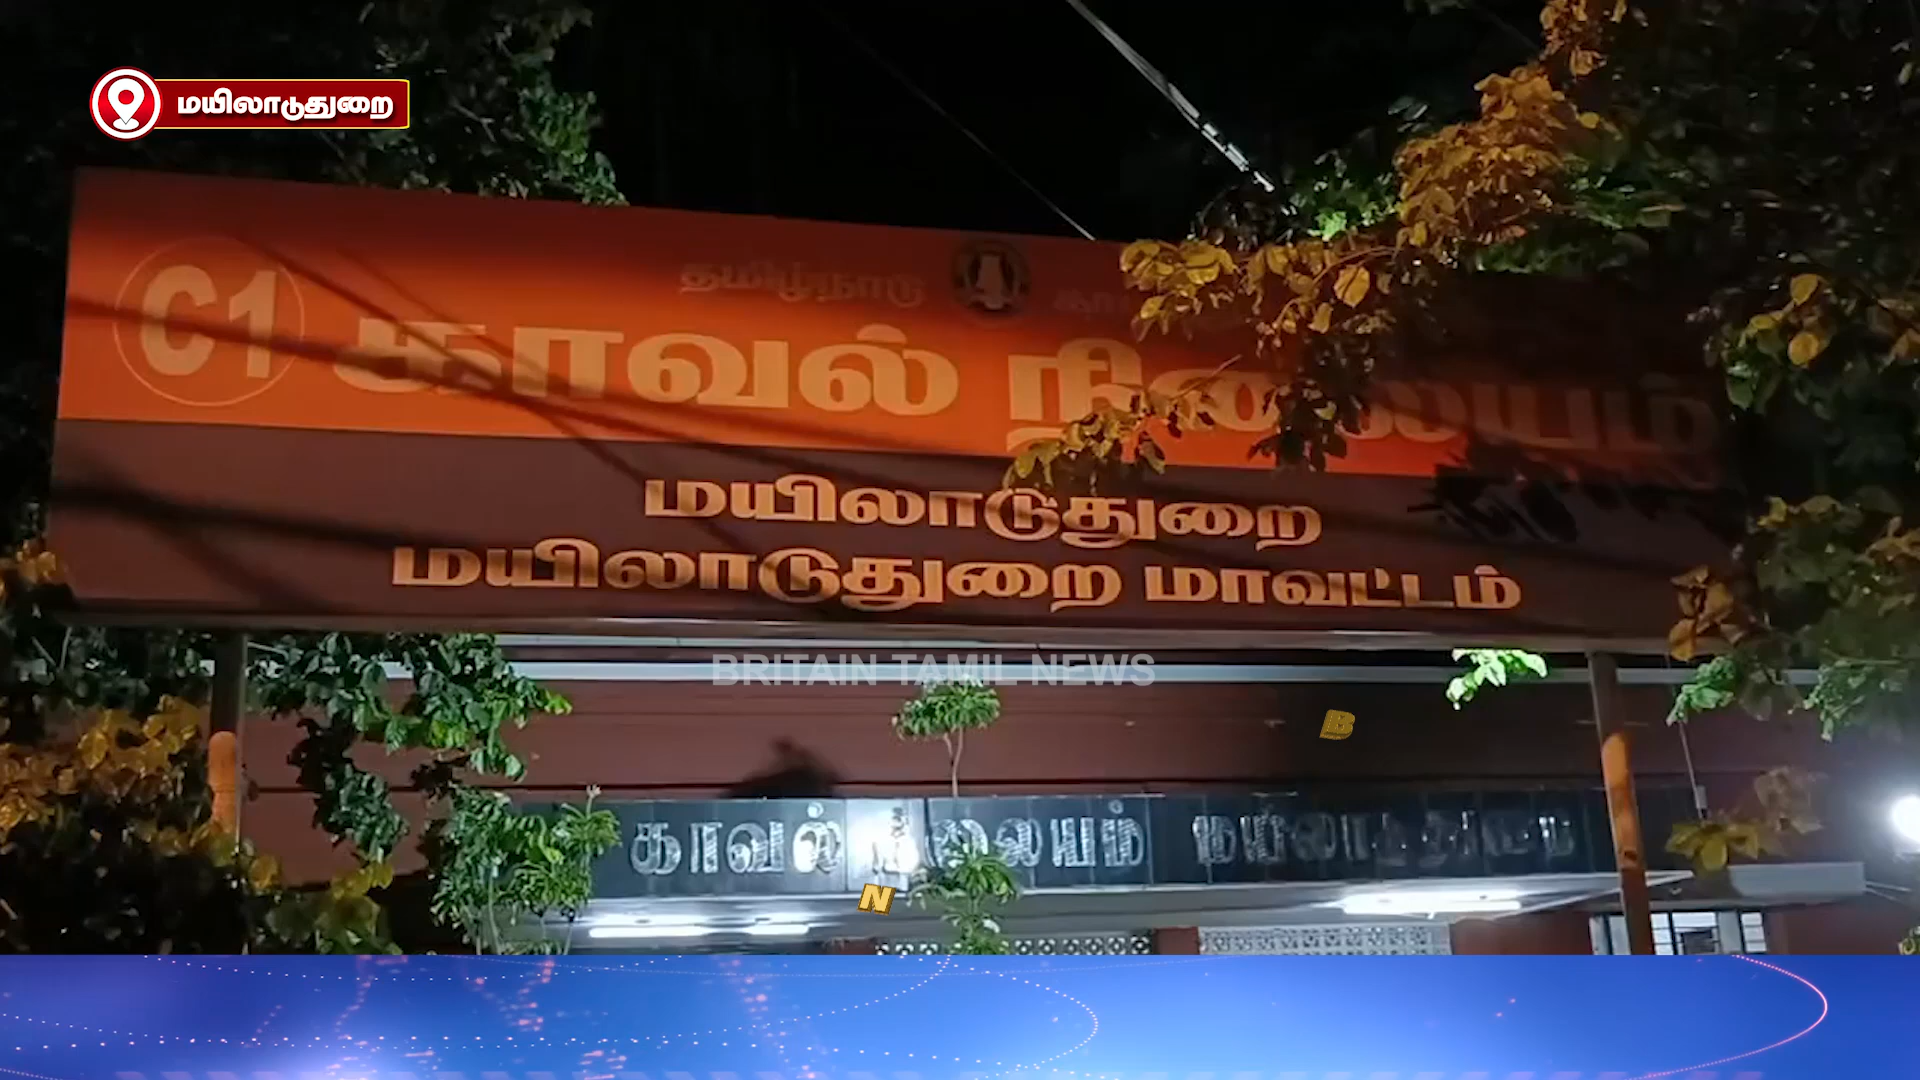 மயிலாடுதுறை
தமிழ்நாடு
C1 காவல் நிலையம்
மயிலாடுதுறை
மயிலாடுதுறை மாவட்டம்
BRITAIN TAMIL NEWS
B
காவல் நிலையம்
N